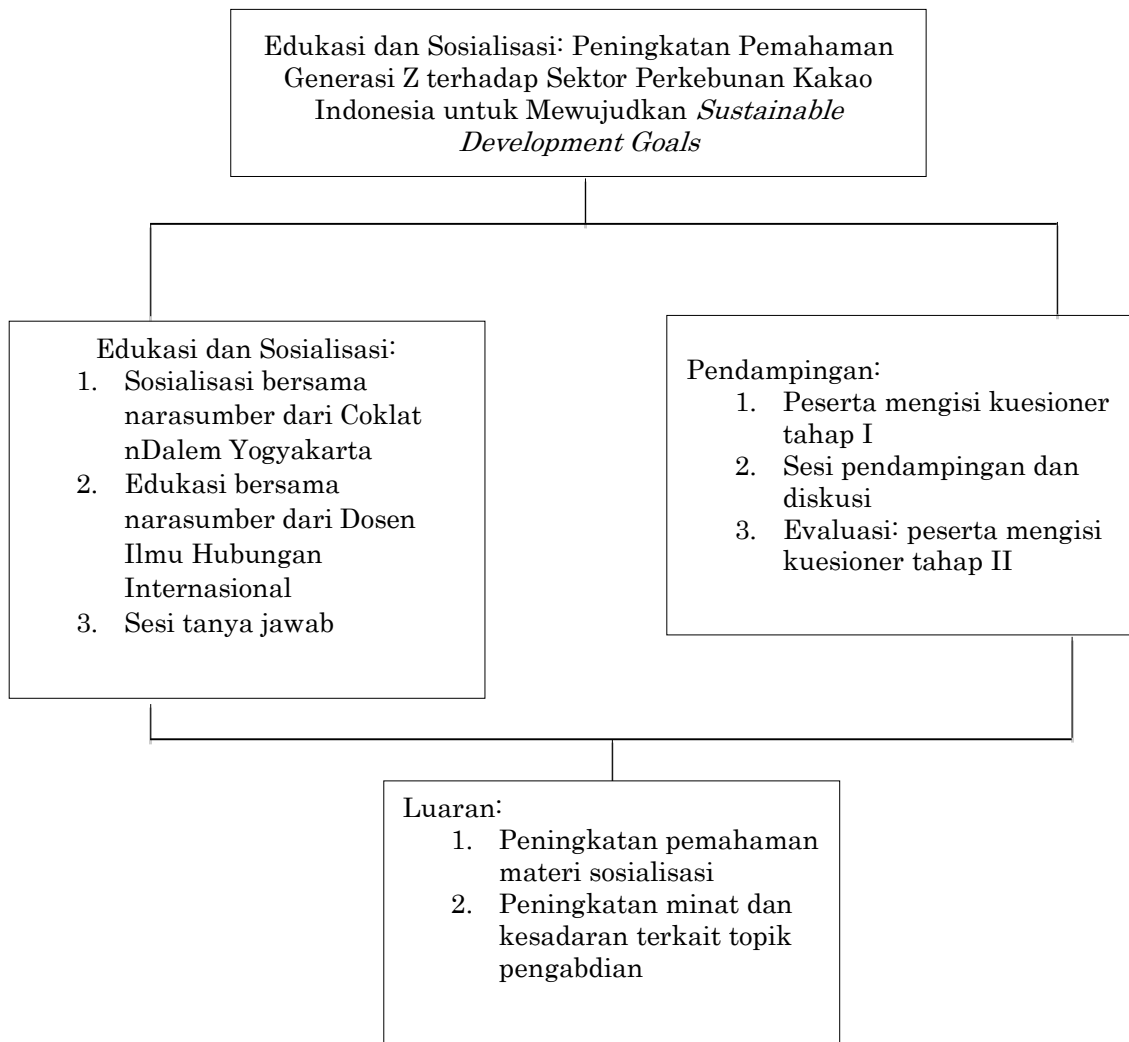 Edukasi dan Sosialisasi: Peningkatan Pemahaman
Generasi Z terhadap Sektor Perkebunan Kakao
Indonesia untuk Mewujudkan Sustainable
Development Goals
Edukasi dan Sosialisasi:
1. Sosialisasi bersama
narasumber dari Coklat
nDalem Yogyakarta
2. Edukasi bersama
narasumber dari Dosen
Ilmu Hubungan
Internasional
3. Sesi tanya jawab
Pendampingan:
1. Peserta mengisi kuesioner
tahap I
2. Sesi pendampingan dan
diskusi
3. Evaluasi: peserta mengisi
kuesioner tahap II
Luaran:
1. Peningkatan pemahaman
materi sosialisasi
2. Peningkatan minat dan
kesadaran terkait topik
pengabdian